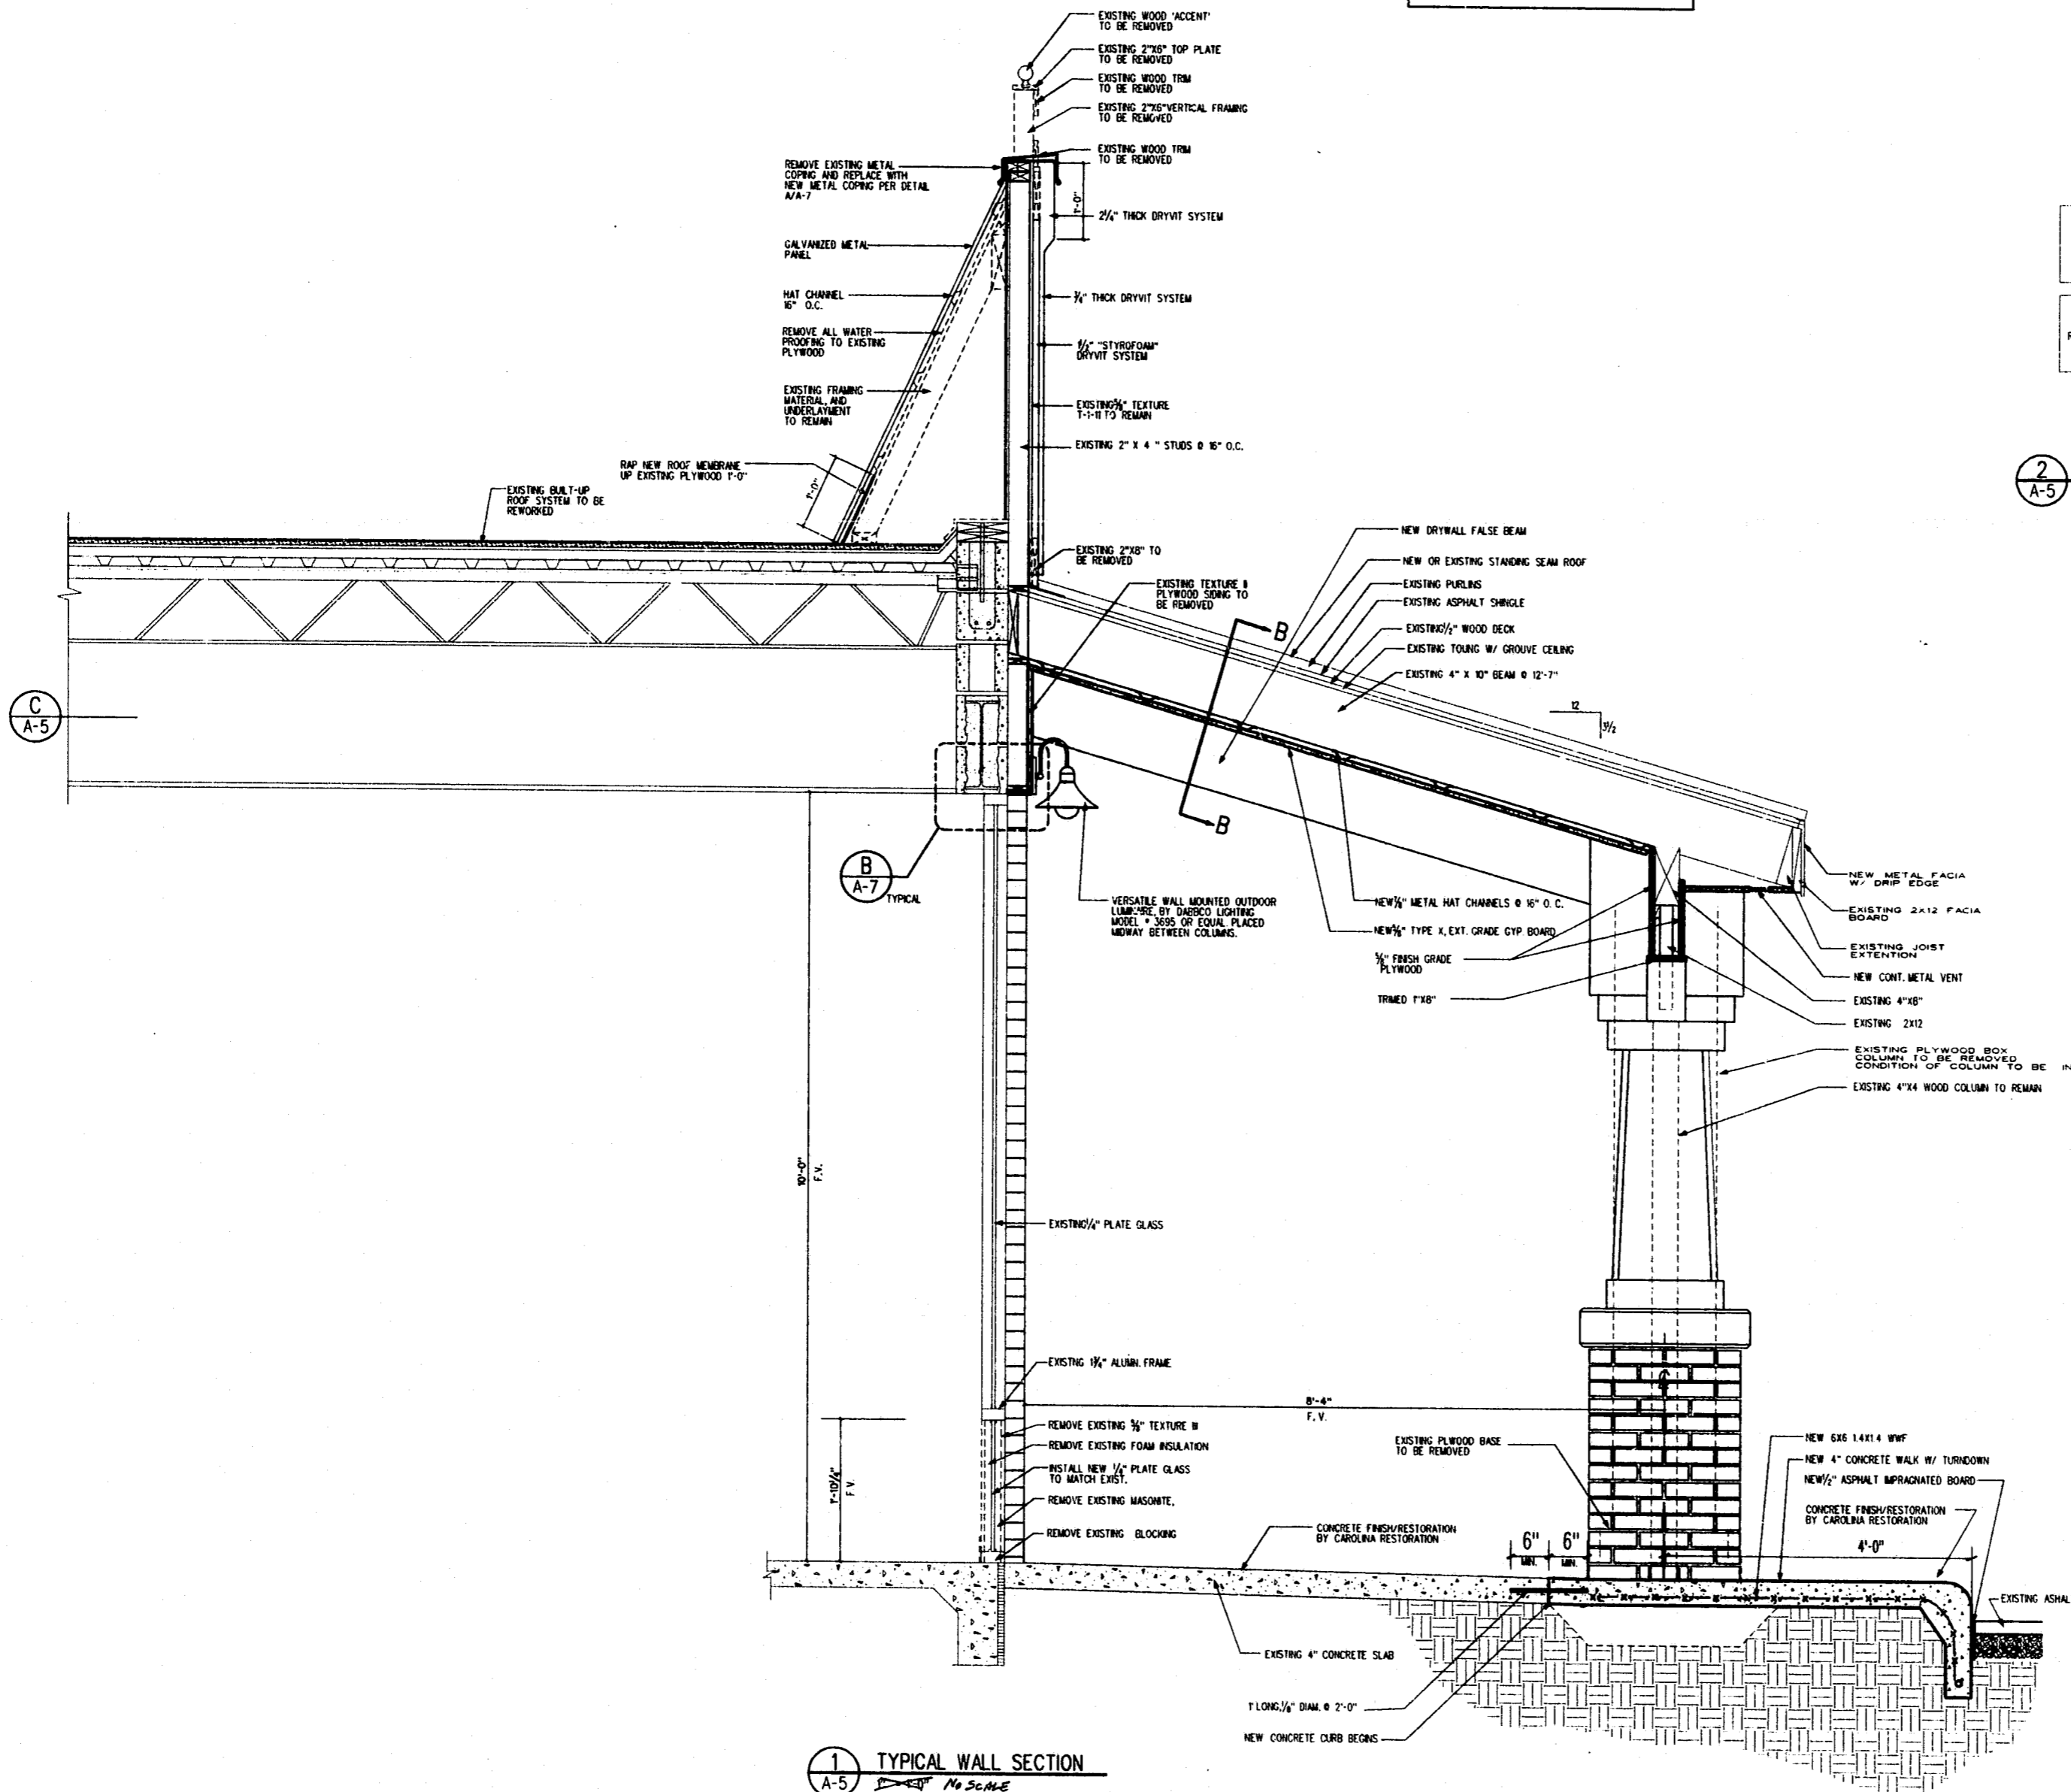 EXISTING WOOD 'ACCENT'
TO BE REMOVED
EXISTING 2"X6" TOP PLATE
TO BE REMOVED
EXISTING WOOD TRIM
TO BE REMOVED
EXISTING 2"X6"VERTICAL FRAMING
TO BE REMOVED
EXISTING WOOD TRIM
TO BE REMOVED
REMOVE EXISTING METAL
COPING AND REPLACE WITH
NEW METAL COPING PER DETAIL
A/A-7
1'-0"
2¼" THICK DRYVIT SYSTEM
GALVANIZED METAL
PANEL
HAT CHANNEL
16" O.C.
¾" THICK DRYVIT SYSTEM
REMOVE ALL WATER
PROOFING TO EXISTING
PLYWOOD
"STYROFOAM"
DRYVIT SYSTEM
EXISTING FRAMING
MATERIAL, AND
UNDERLAYMENT
TO REMAIN
EXISTING⅝" TEXTURE
T-1-11 TO REMAIN
EXISTING 2" X 4 " STUDS @ 16" O.C.
RAP NEW ROOF MEMBRANE
UP EXISTING PLYWOOD 1'-0"
1'-0"
EXISTING BUILT-UP
ROOF SYSTEM TO BE
REWORKED
2
A-5
EXISTING 2"X8" TO
BE REMOVED
EXISTING TEXTURE
PLYWOOD SIDING TO
BE REMOVED
NEW DRYWALL FALSE BEAM
NEW OR EXISTING STANDING SEAM ROOF
EXISTING PURLINS
EXISTING ASPHALT SHINGLE
EXISTING½" WOOD DECK
EXISTING TOUNG W/ GROUVE CEILING
EXISTING 4" X 10" BEAM @ 12'-7"
B
B
12
3½
C
A-5
B
A-7
TYPICAL
VERSATILE WALL MOUNTED OUTDOOR
BY DABBCO LIGHTING
MODEL # 3695 OR EQUAL. PLACED
MIDWAY BETWEEN COLUMNS.
METAL HAT CHANNELS @ 16" O. C.
NEW⅝" TYPE X, EXT. GRADE GYP. BOARD
⅝" FINISH GRADE
PLYWOOD
TRIMED 1"X8"
NEW METAL FACIA
W/ DRIP EDGE
EXISTING 2X12 FACIA
BOARD
EXISTING JOIST
EXTENTION
NEW CONT. METAL VENT
EXISTING 4"X8"
EXISTING 2X12
EXISTING PLYWOOD BOX
COLUMN TO BE REMOVED
CONDITION OF COLUMN TO BE IN
EXISTING 4"X4 WOOD COLUMN TO REMAIN
10'-0"
F.V.
EXISTING¼" PLATE GLASS
EXISTNG 1¾" ALUMN. FRAME
8'-4"
F. V.
1'-10¼"
F V.
REMOVE EXISTING ⅝" TEXTURE
REMOVE EXISTING FOAM INSULATION
INSTALL NEW ¼" PLATE GLASS
TO MATCH EXIST.
REMOVE EXISTING MASONITE,
REMOVE EXISTING BLOCKING
EXISTING PLWOOD BASE
TO BE REMOVED
NEW 6X6 1.4X1.4 WWF
NEW 4" CONCRETE WALK W/ TURNDOWN
NEW½" ASPHALT IMPRAGNATED BOARD
CONCRETE FINISH/RESTORATION
BY CAROLINA RESTORATION
CONCRETE FINISH/RESTORATION
BY CAROLINA RESTORATION
6"
MIN.
6"
MIN.
4'-0"
EXISTING ASHAL
EXISTING 4" CONCRETE SLAB
DIAM. @ 2'-0"
NEW CONCRETE CURB BEGINS
1
A-5
TYPICAL WALL SECTION
No SCALE